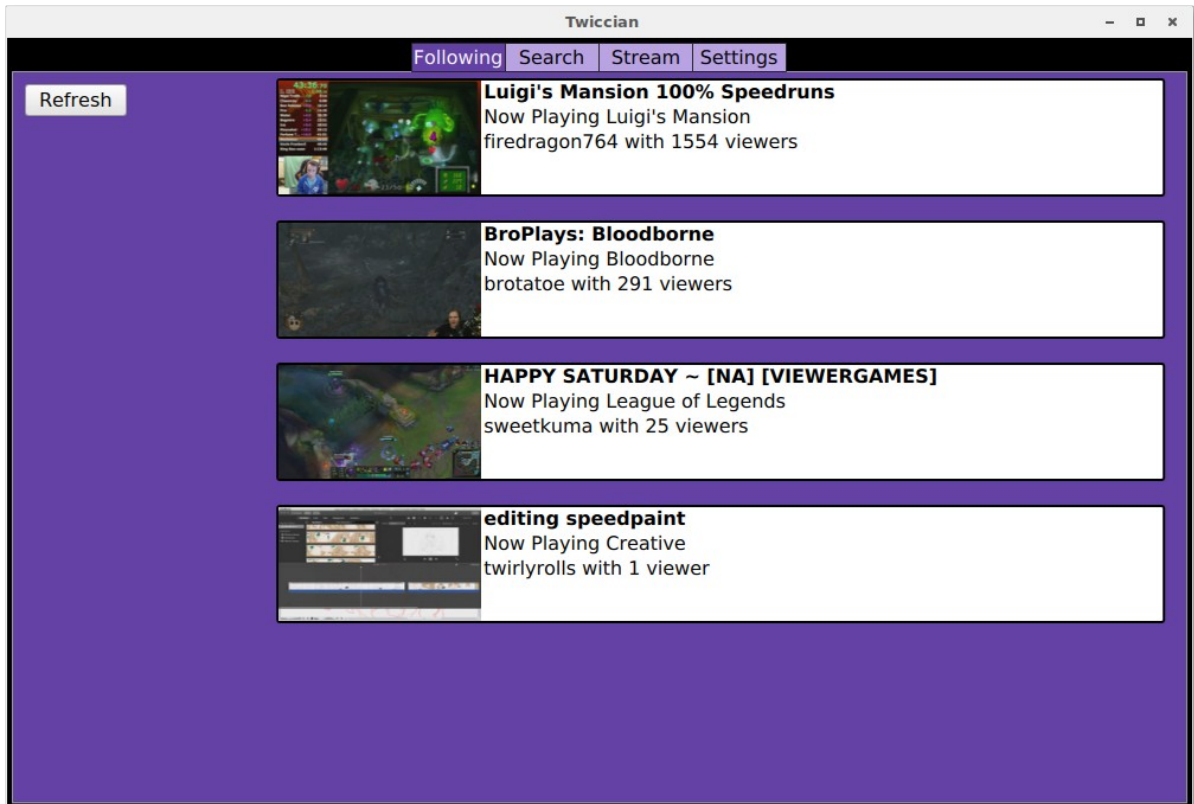 Twiccian
Following Search Stream Settings
Refresh
Luigi's Mansion 100% Speedruns
Now Playing Luigi's Mansion
firedragon764 with 1554 viewers
BroPlays: Bloodborne
Now Playing Bloodborne
brotatoe with 291 viewers
HAPPY SATURDAY ~ [NA] [VIEWERGAMES]
Now Playing League of Legends
sweetkuma with 25 viewers
editing speedpaint
Now Playing Creative
twirlyrolls with 1 viewer